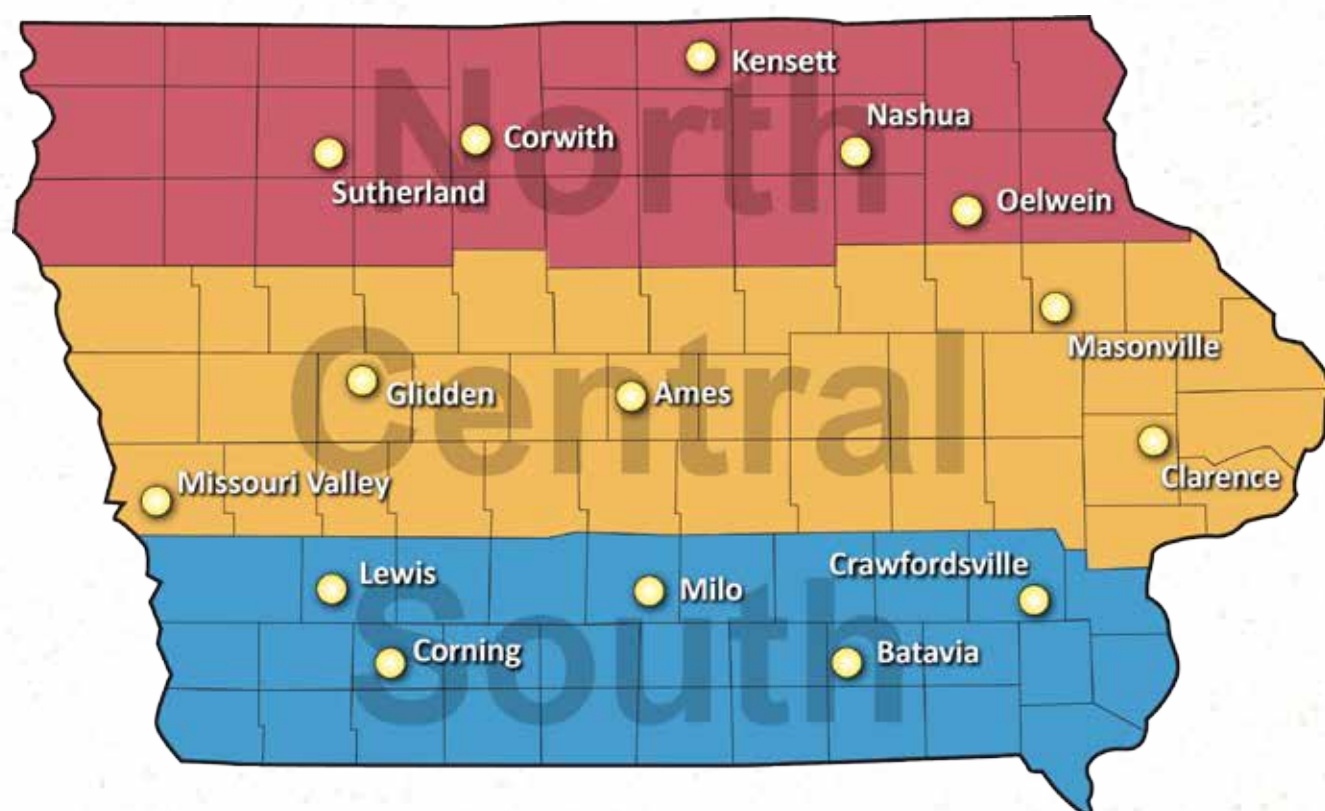 North
Kensett
Nashua
Corwith
Sutherland
Oelwein
Central
Masonville
Glidden
Ames
Clarence
Missouri Valley
South
Crawfordsville
Lewis
Milo
Corning
Batavia